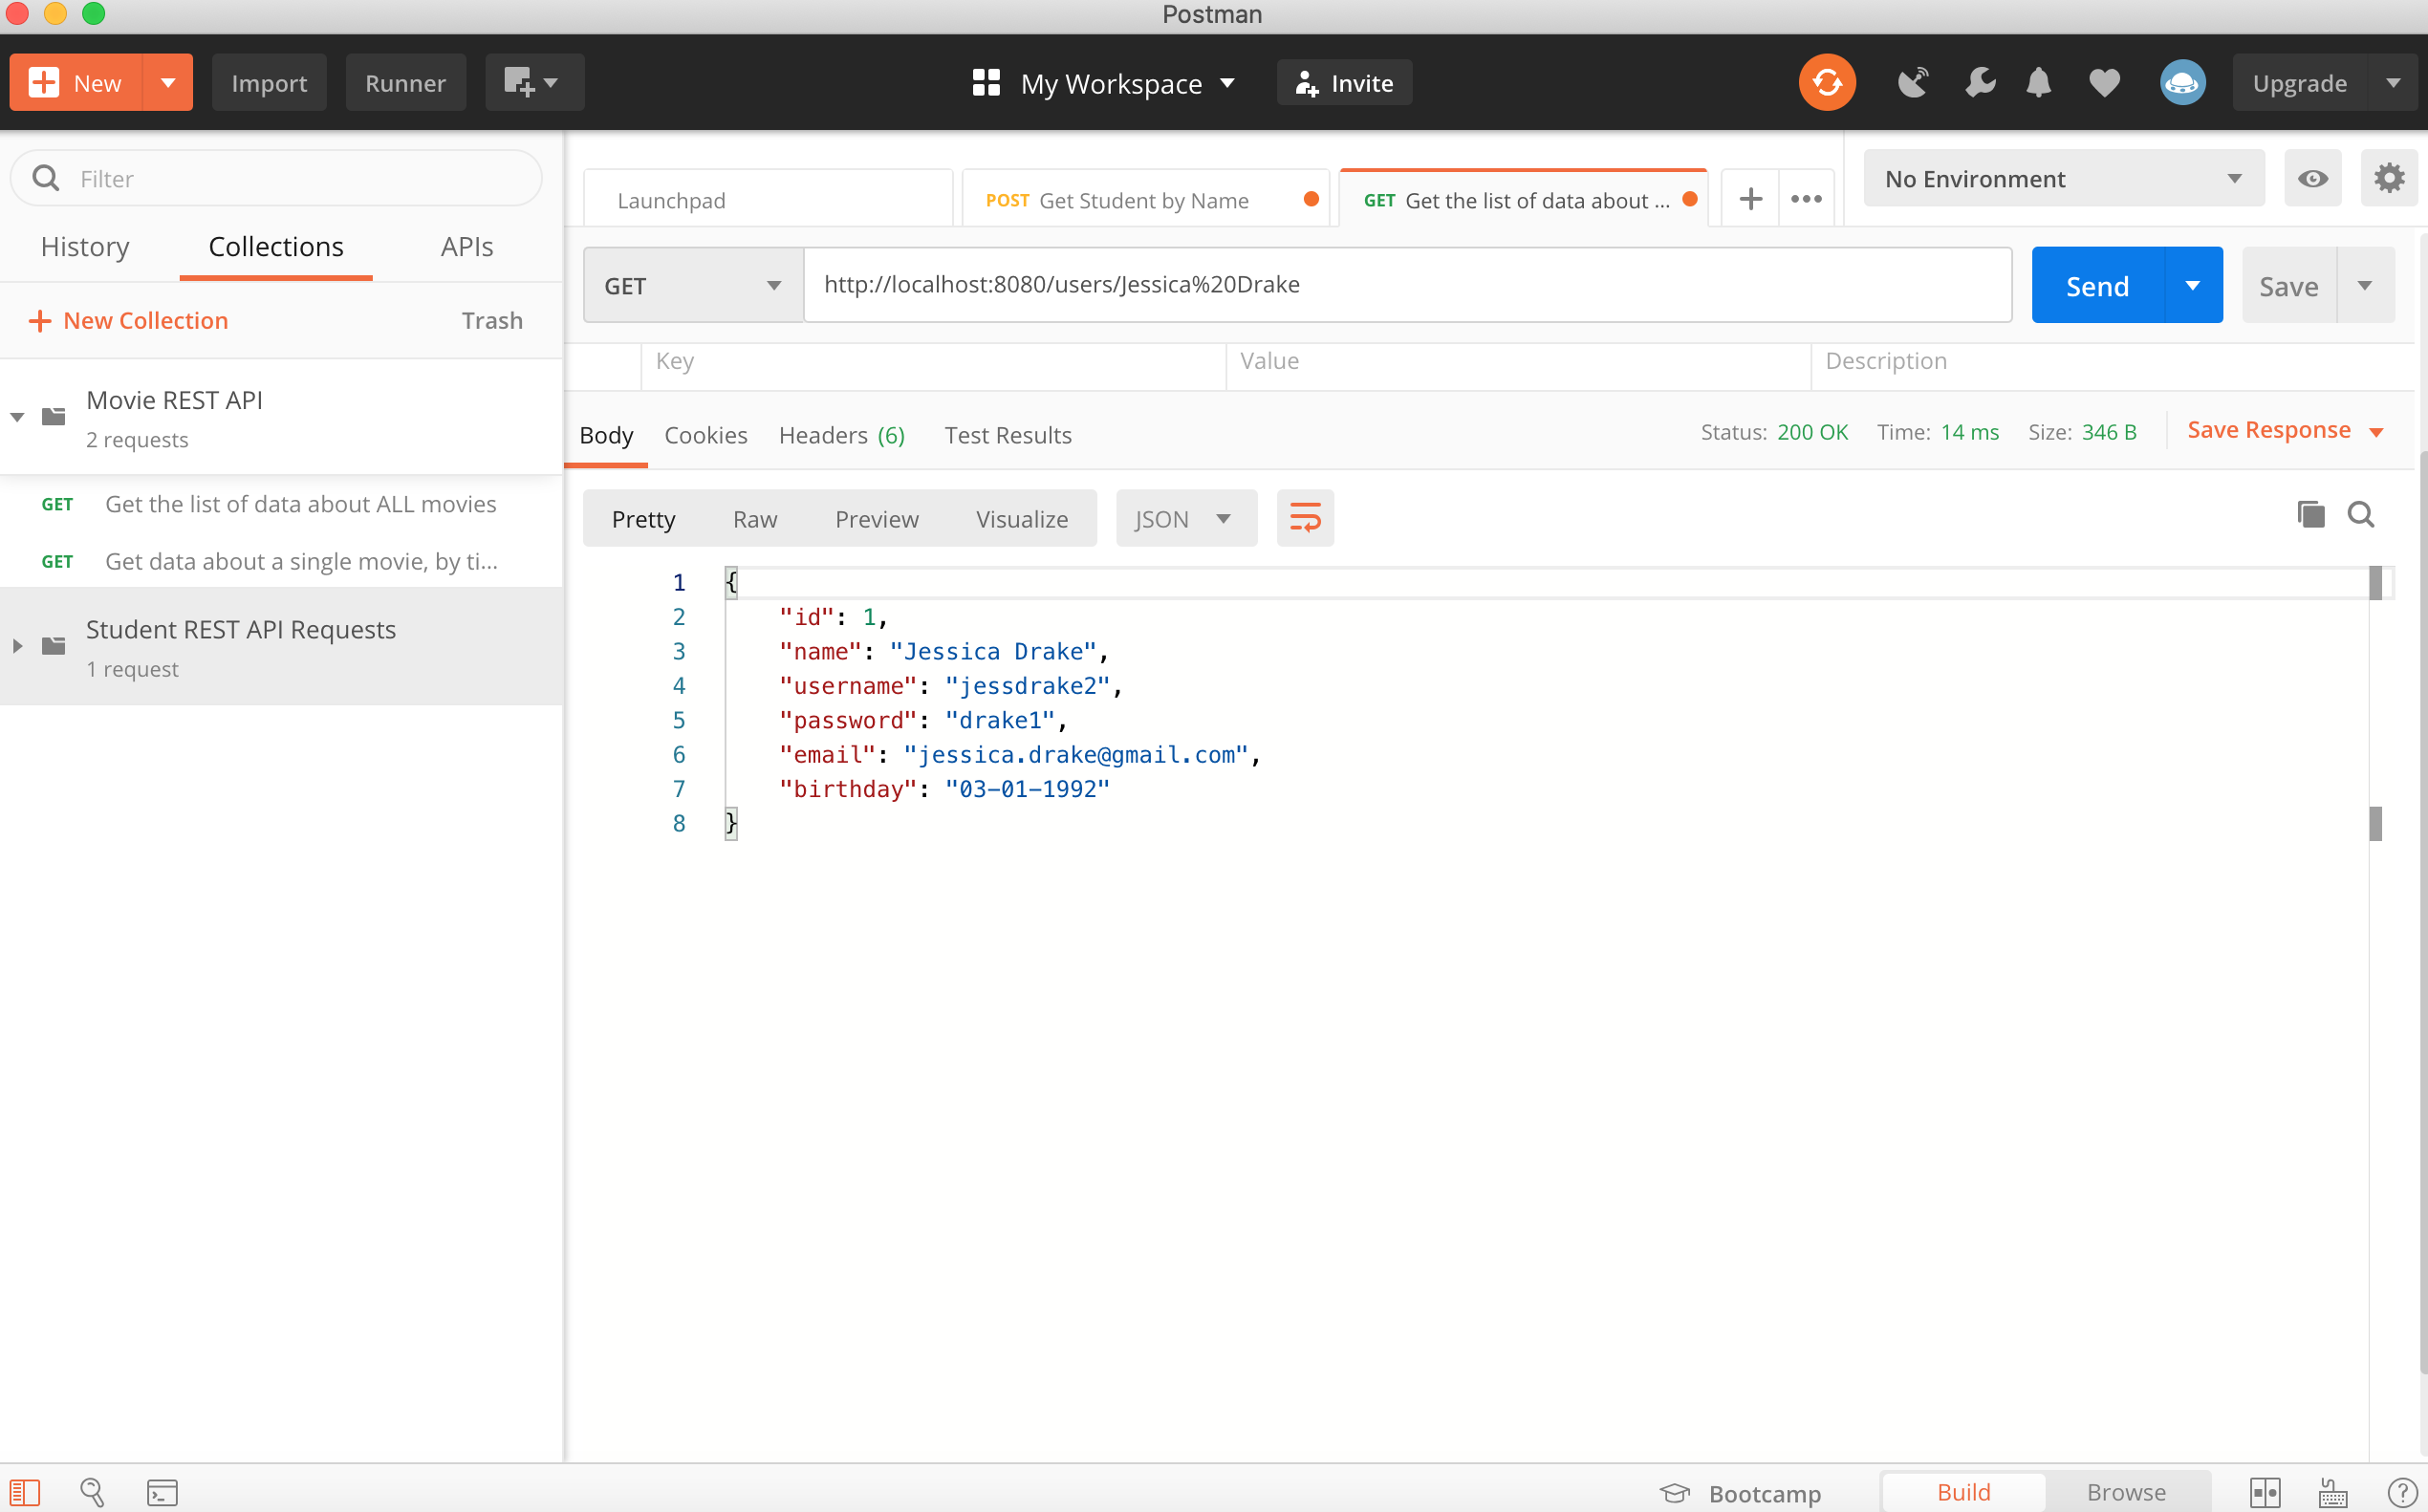 Postman
New Import Runner My Workspace Invite Upgrade
Filter
History Collections APIs
New Collection Trash
Movie REST API
2 requests
GET Get the list of data about ALL movies
GET Get data about a single movie, by ti...
Student REST API Requests
1 request
Launchpad POST Get Student by Name GET Get the list of data about ... No Environment
GET http://localhost:8080/users/Jessica%20Drake Send Save
Key Value Description
Body Cookies Headers (6) Test Results Status: 200 OK Time: 14 ms Size: 346 B Save Response
Pretty Raw Preview Visualize JSON
1 {
2 "id": 1,
3 "name": "Jessica Drake",
4 "username": "jessdrake2",
5 "password": "drake1",
6 "email": "jessica.drake@gmail.com",
7 "birthday": "03-01-1992"
8 }
Bootcamp Build Browse